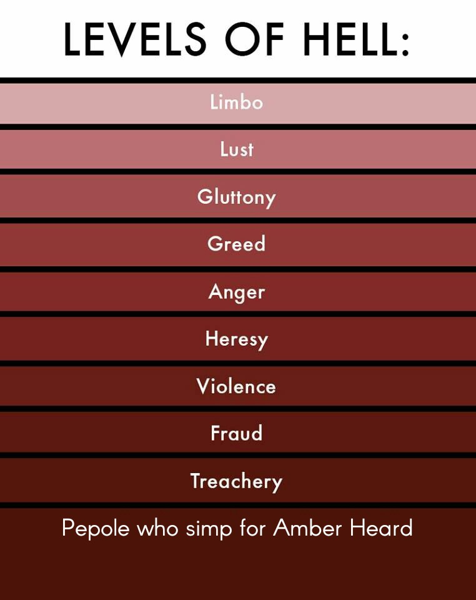 LEVELS OF HELL:
Limbo
Lust
Gluttony
Greed
Anger
Heresy
Violence
Fraud
Treachery
Pepole who simp for Amber Heard